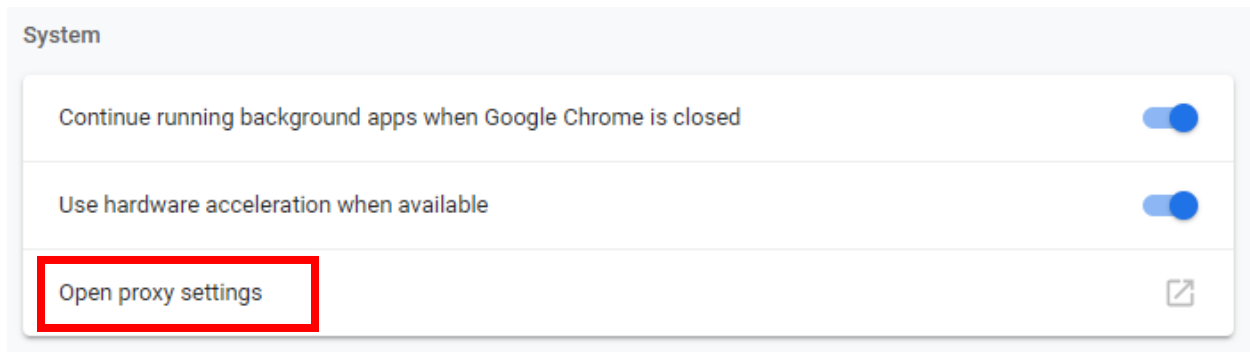 System
Continue running background apps when Google Chrome is closed
Use hardware acceleration when available
Open proxy settings